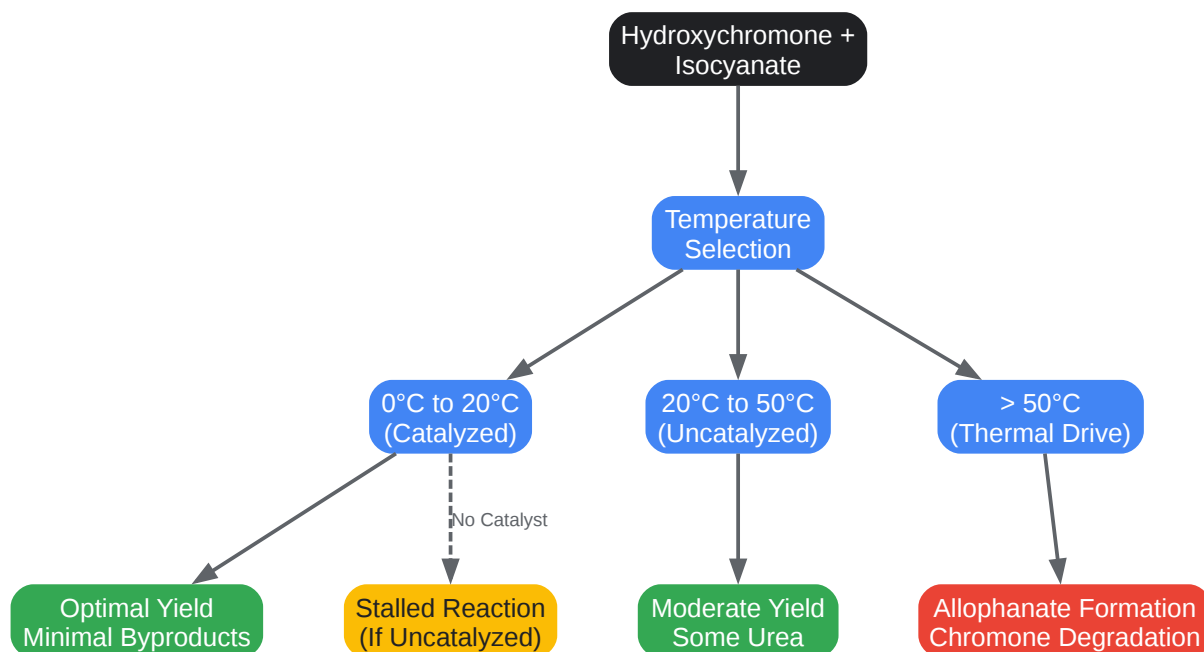 Hydroxychromone +
Isocyanate
Temperature
Selection
0°C to 20°C
(Catalyzed)
20°C to 50°C
(Uncatalyzed)
> 50°C
(Thermal Drive)
No Catalyst
Optimal Yield
Minimal Byproducts
Stalled Reaction
(If Uncatalyzed)
Moderate Yield
Some Urea
Allophanate Formation
Chromone Degradation